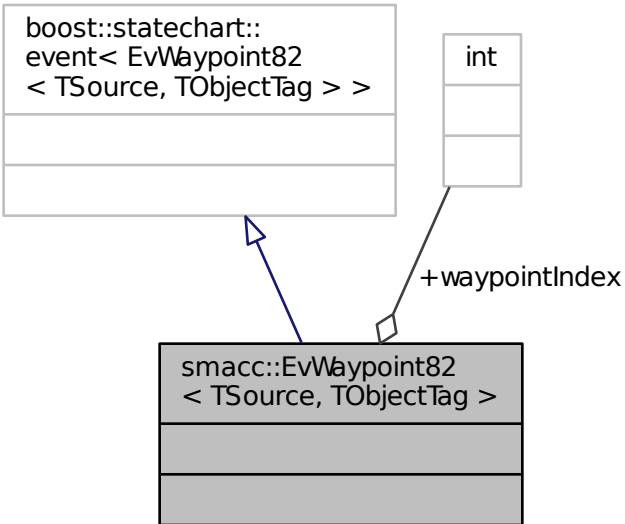 boost::statechart::
event< EvWaypoint82
< TSource, TObjectTag > >
int
+waypointIndex
smacc::EvWaypoint82
< TSource, TObjectTag >